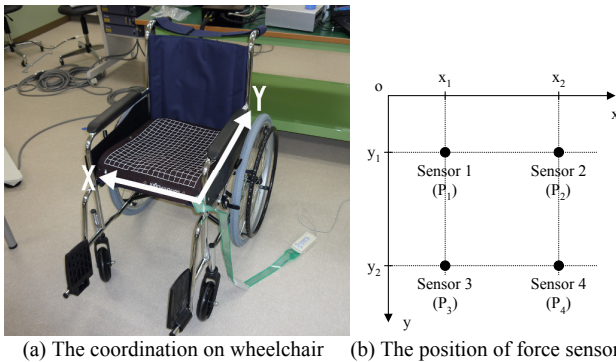 Y
X
o
x₁
x₂
x
y₁
Sensor 1
(P₁)
Sensor 2
(P₂)
y₂
Sensor 3
(P₃)
Sensor 4
(P₄)
y
(a) The coordination on wheelchair
(b) The position of force sensor